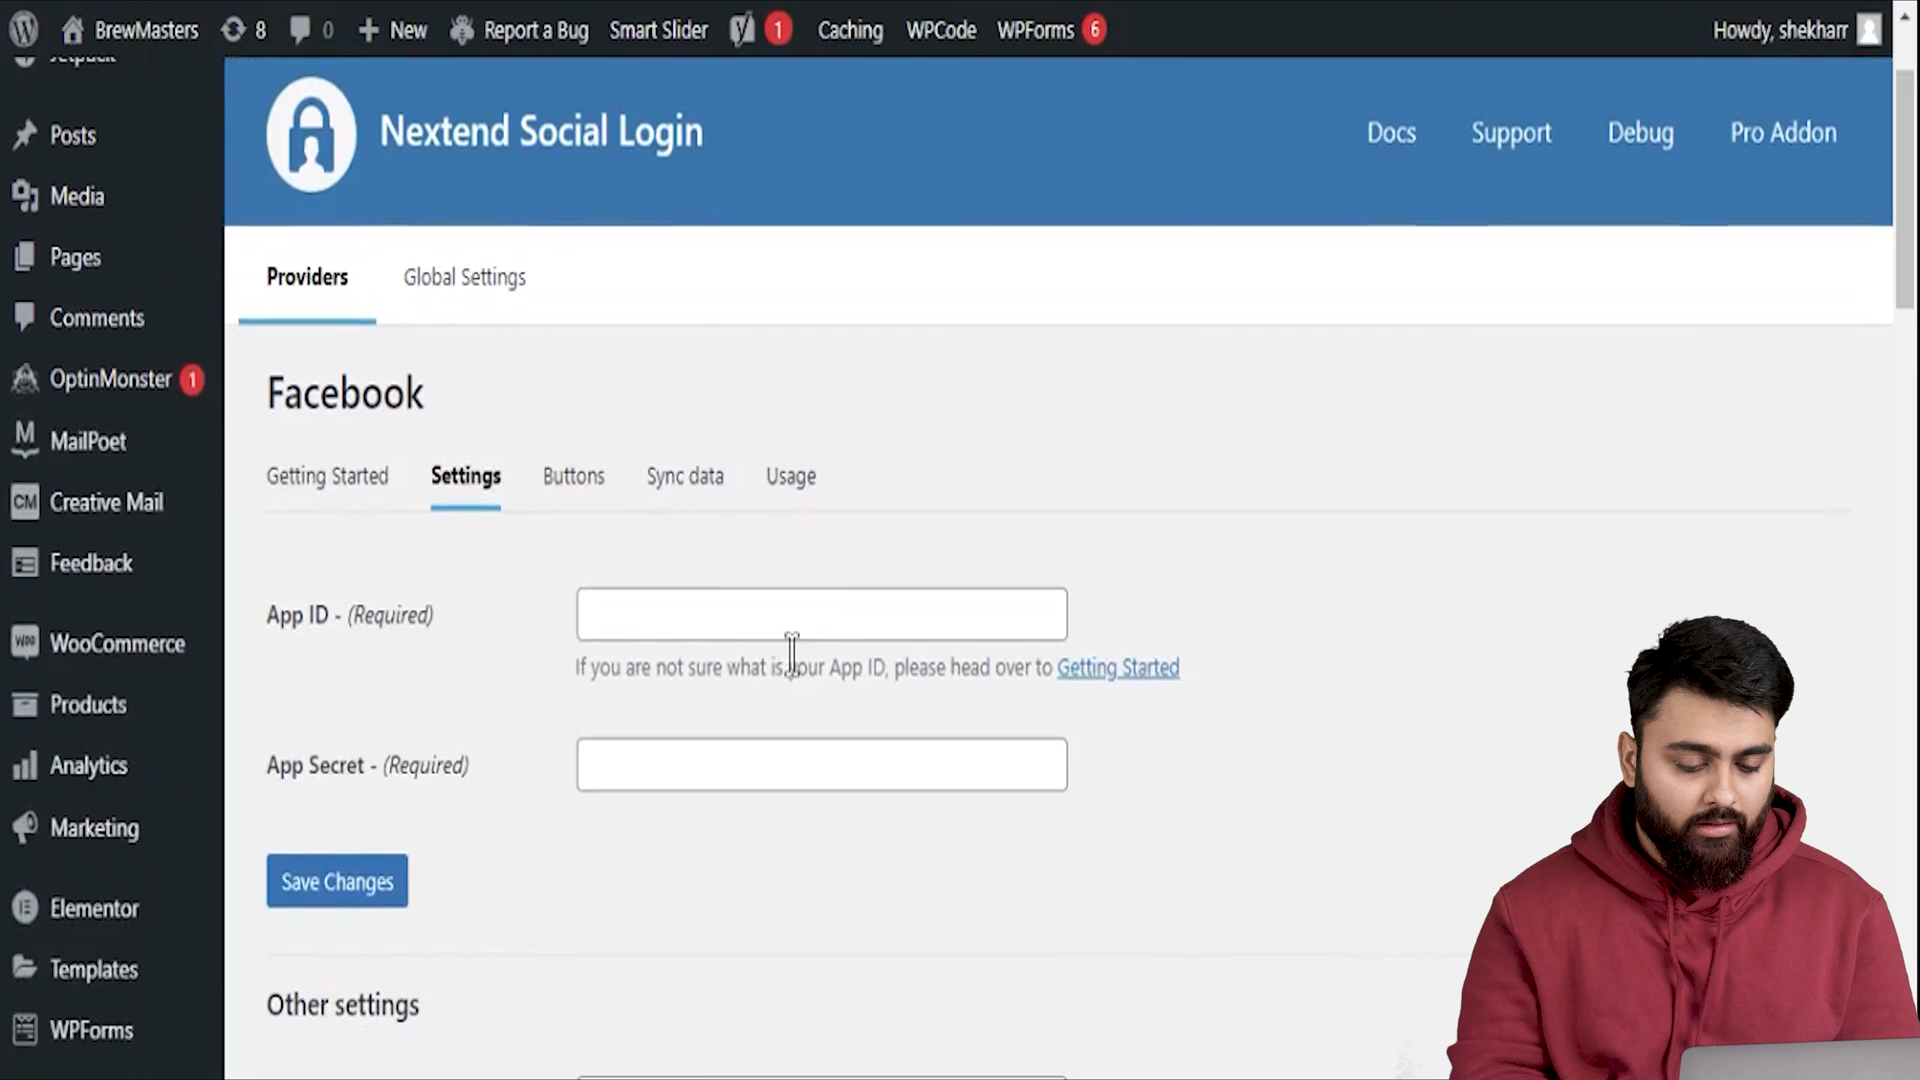 BrewMasters 8 0 New Report a Bug Smart Slider 1 Caching WPCode WPForms 6 Howdy, shekharr
Jetpack
Posts
Media
Pages
Comments
OptinMonster 1
MailPoet
CM Creative Mail
Feedback
WooCommerce
Products
Analytics
Marketing
Elementor
Templates
WPForms
Nextend Social Login
Docs Support Debug Pro Addon
Providers Global Settings
Facebook
Getting Started Settings Buttons Sync data Usage
App ID - (Required)
If you are not sure what is your App ID, please head over to Getting Started
App Secret - (Required)
Save Changes
Other settings